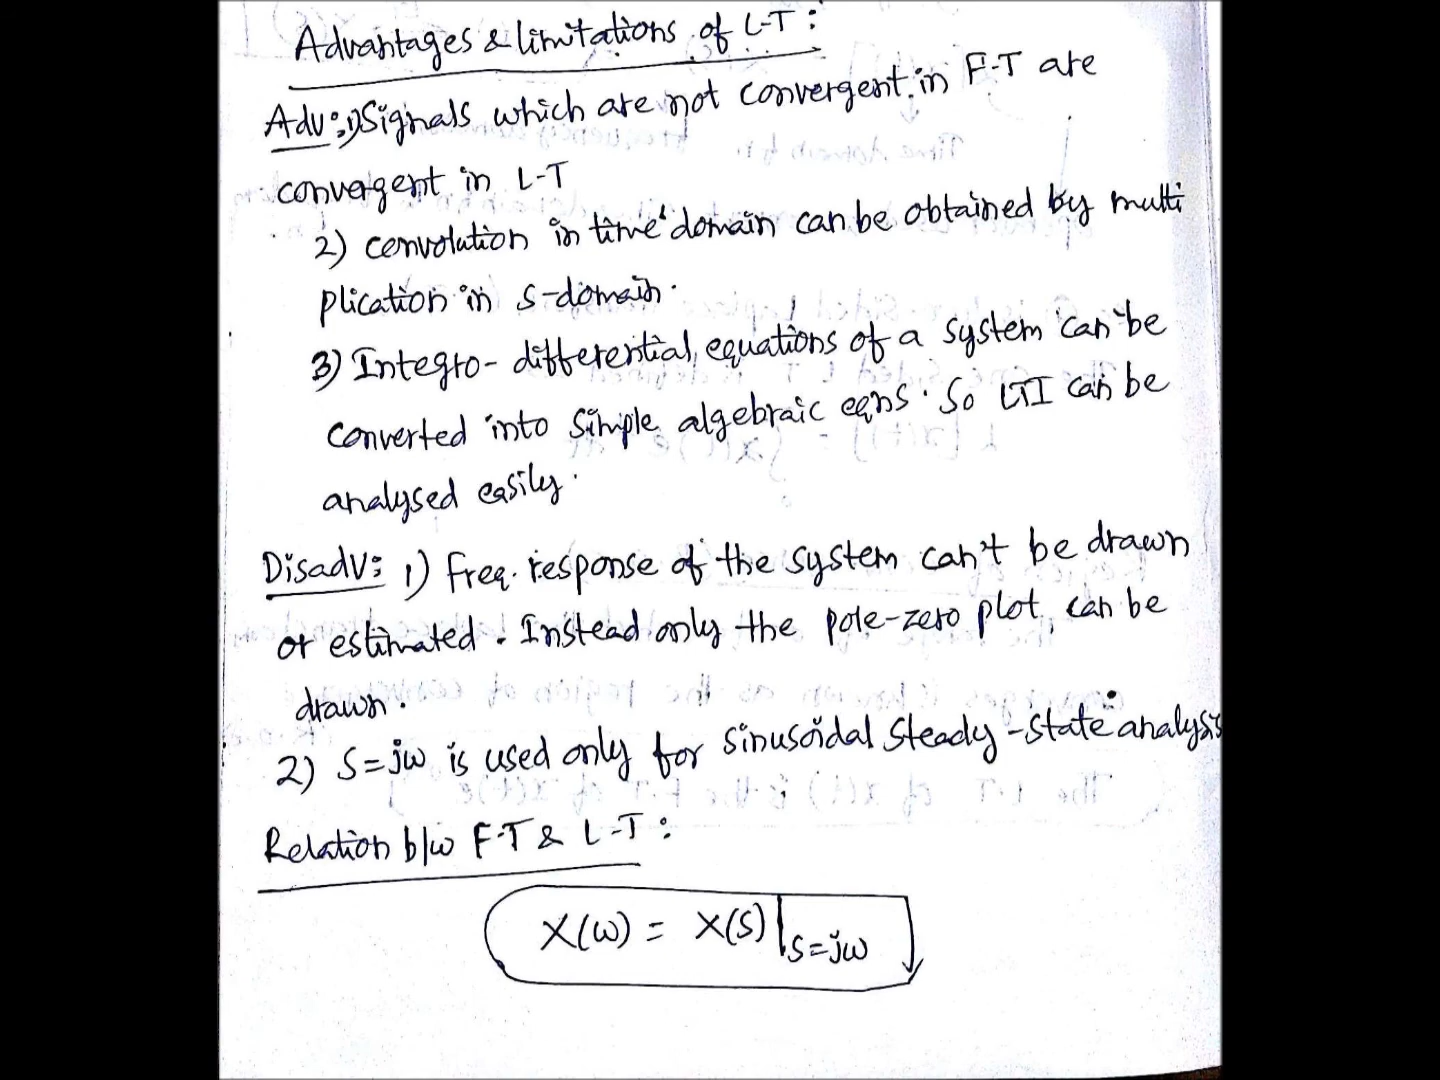 Advantages & limitations of L-T :
Adv:1) Signals which are not convergent in F-T are
convergent in L-T
2) convolution in time domain can be obtained by multi
plication in s-domain.
3) Integro- differential equations of a system can be
converted into simple algebraic eqns. So LTI can be
analysed easily.
Disadv: 1) freq. response of the system can't be drawn
or estimated. Instead only the pole-zero plot can be
drawn.
2) S=jω is used only for sinusoidal steady-state analysis
Relation b/w F-T & L-T :
X(ω) = X(S)|S=jω